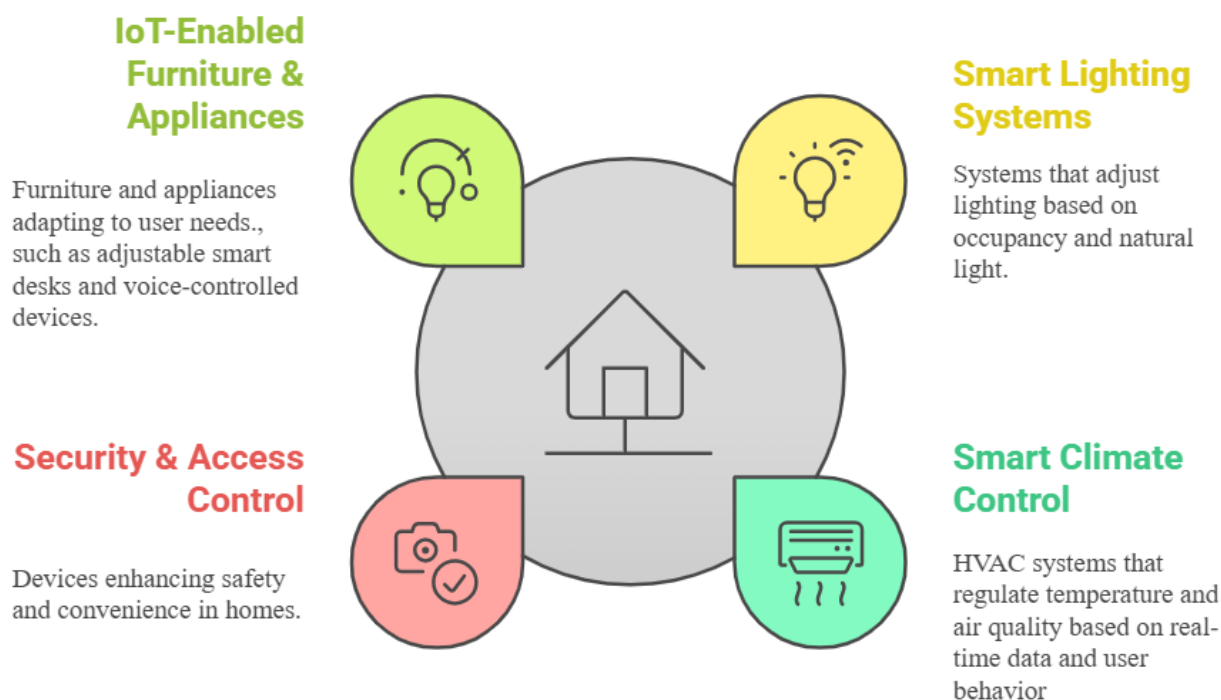 IoT-Enabled
Furniture &
Appliances
Furniture and appliances
adapting to user needs.,
such as adjustable smart
desks and voice-controlled
devices.
Smart Lighting
Systems
Systems that adjust
lighting based on
occupancy and natural
light.
Security & Access
Control
Devices enhancing safety
and convenience in homes.
Smart Climate
Control
HVAC systems that
regulate temperature and
air quality based on real-
time data and user
behavior